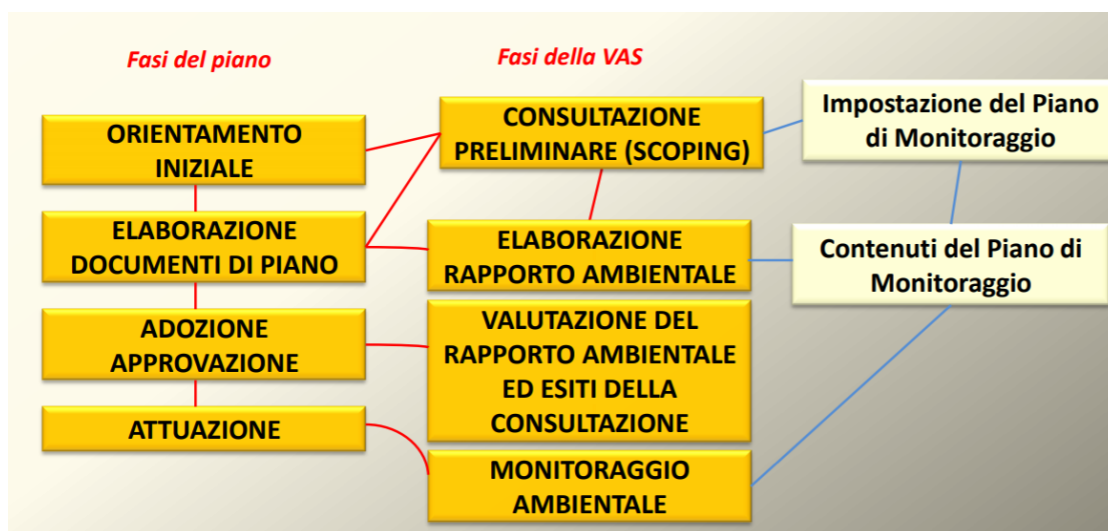 Fasi del piano
ORIENTAMENTO
INIZIALE
ELABORAZIONE
DOCUMENTI DI PIANO
ADOZIONE
APPROVAZIONE
ATTUAZIONE
Fasi della VAS
CONSULTAZIONE
PRELIMINARE (SCOPING)
ELABORAZIONE
RAPPORTO AMBIENTALE
VALUTAZIONE DEL
RAPPORTO AMBIENTALE
ED ESITI DELLA
CONSULTAZIONE
MONITORAGGIO
AMBIENTALE
Impostazione del Piano
di Monitoraggio
Contenuti del Piano di
Monitoraggio